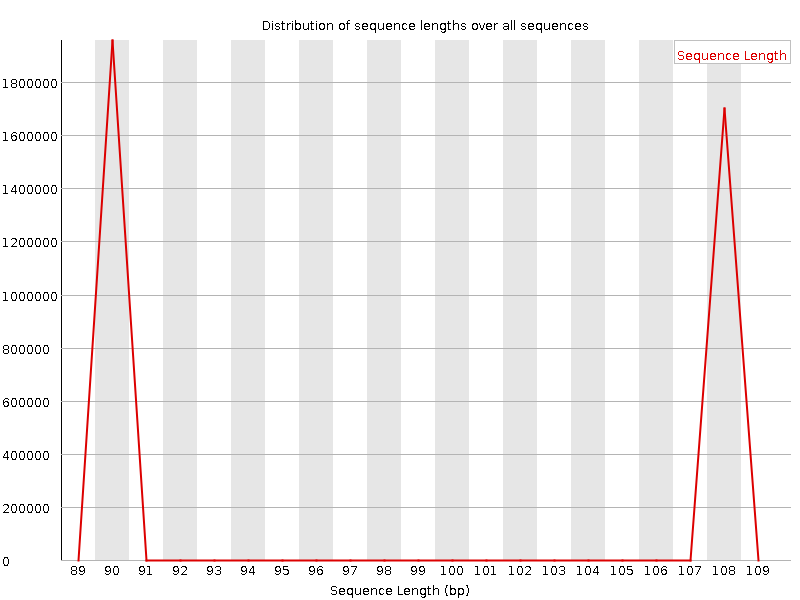 Distribution of sequence lengths over all sequences
Sequence Length
1800000
1600000
1400000
1200000
1000000
800000
600000
400000
200000
0
89 90 91 92 93 94 95 96 97 98 99 100 101 102 103 104 105 106 107 108 109
Sequence Length (bp)